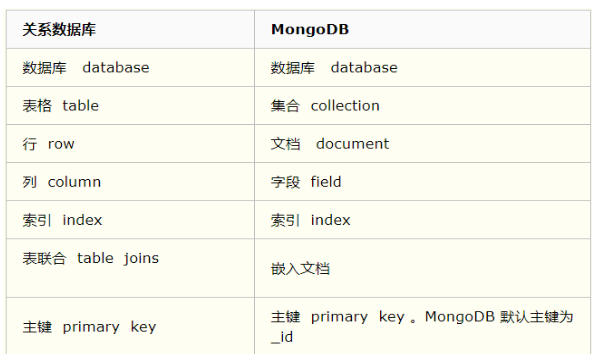 关系数据库 MongoDB
数据库 database 数据库 database
表格 table 集合 collection
行 row 文档 document
列 column 字段 field
索引 index 索引 index
表联合 table joins 嵌入文档
主键 primary key 主键 primary key 。MongoDB 默认主键为
_id